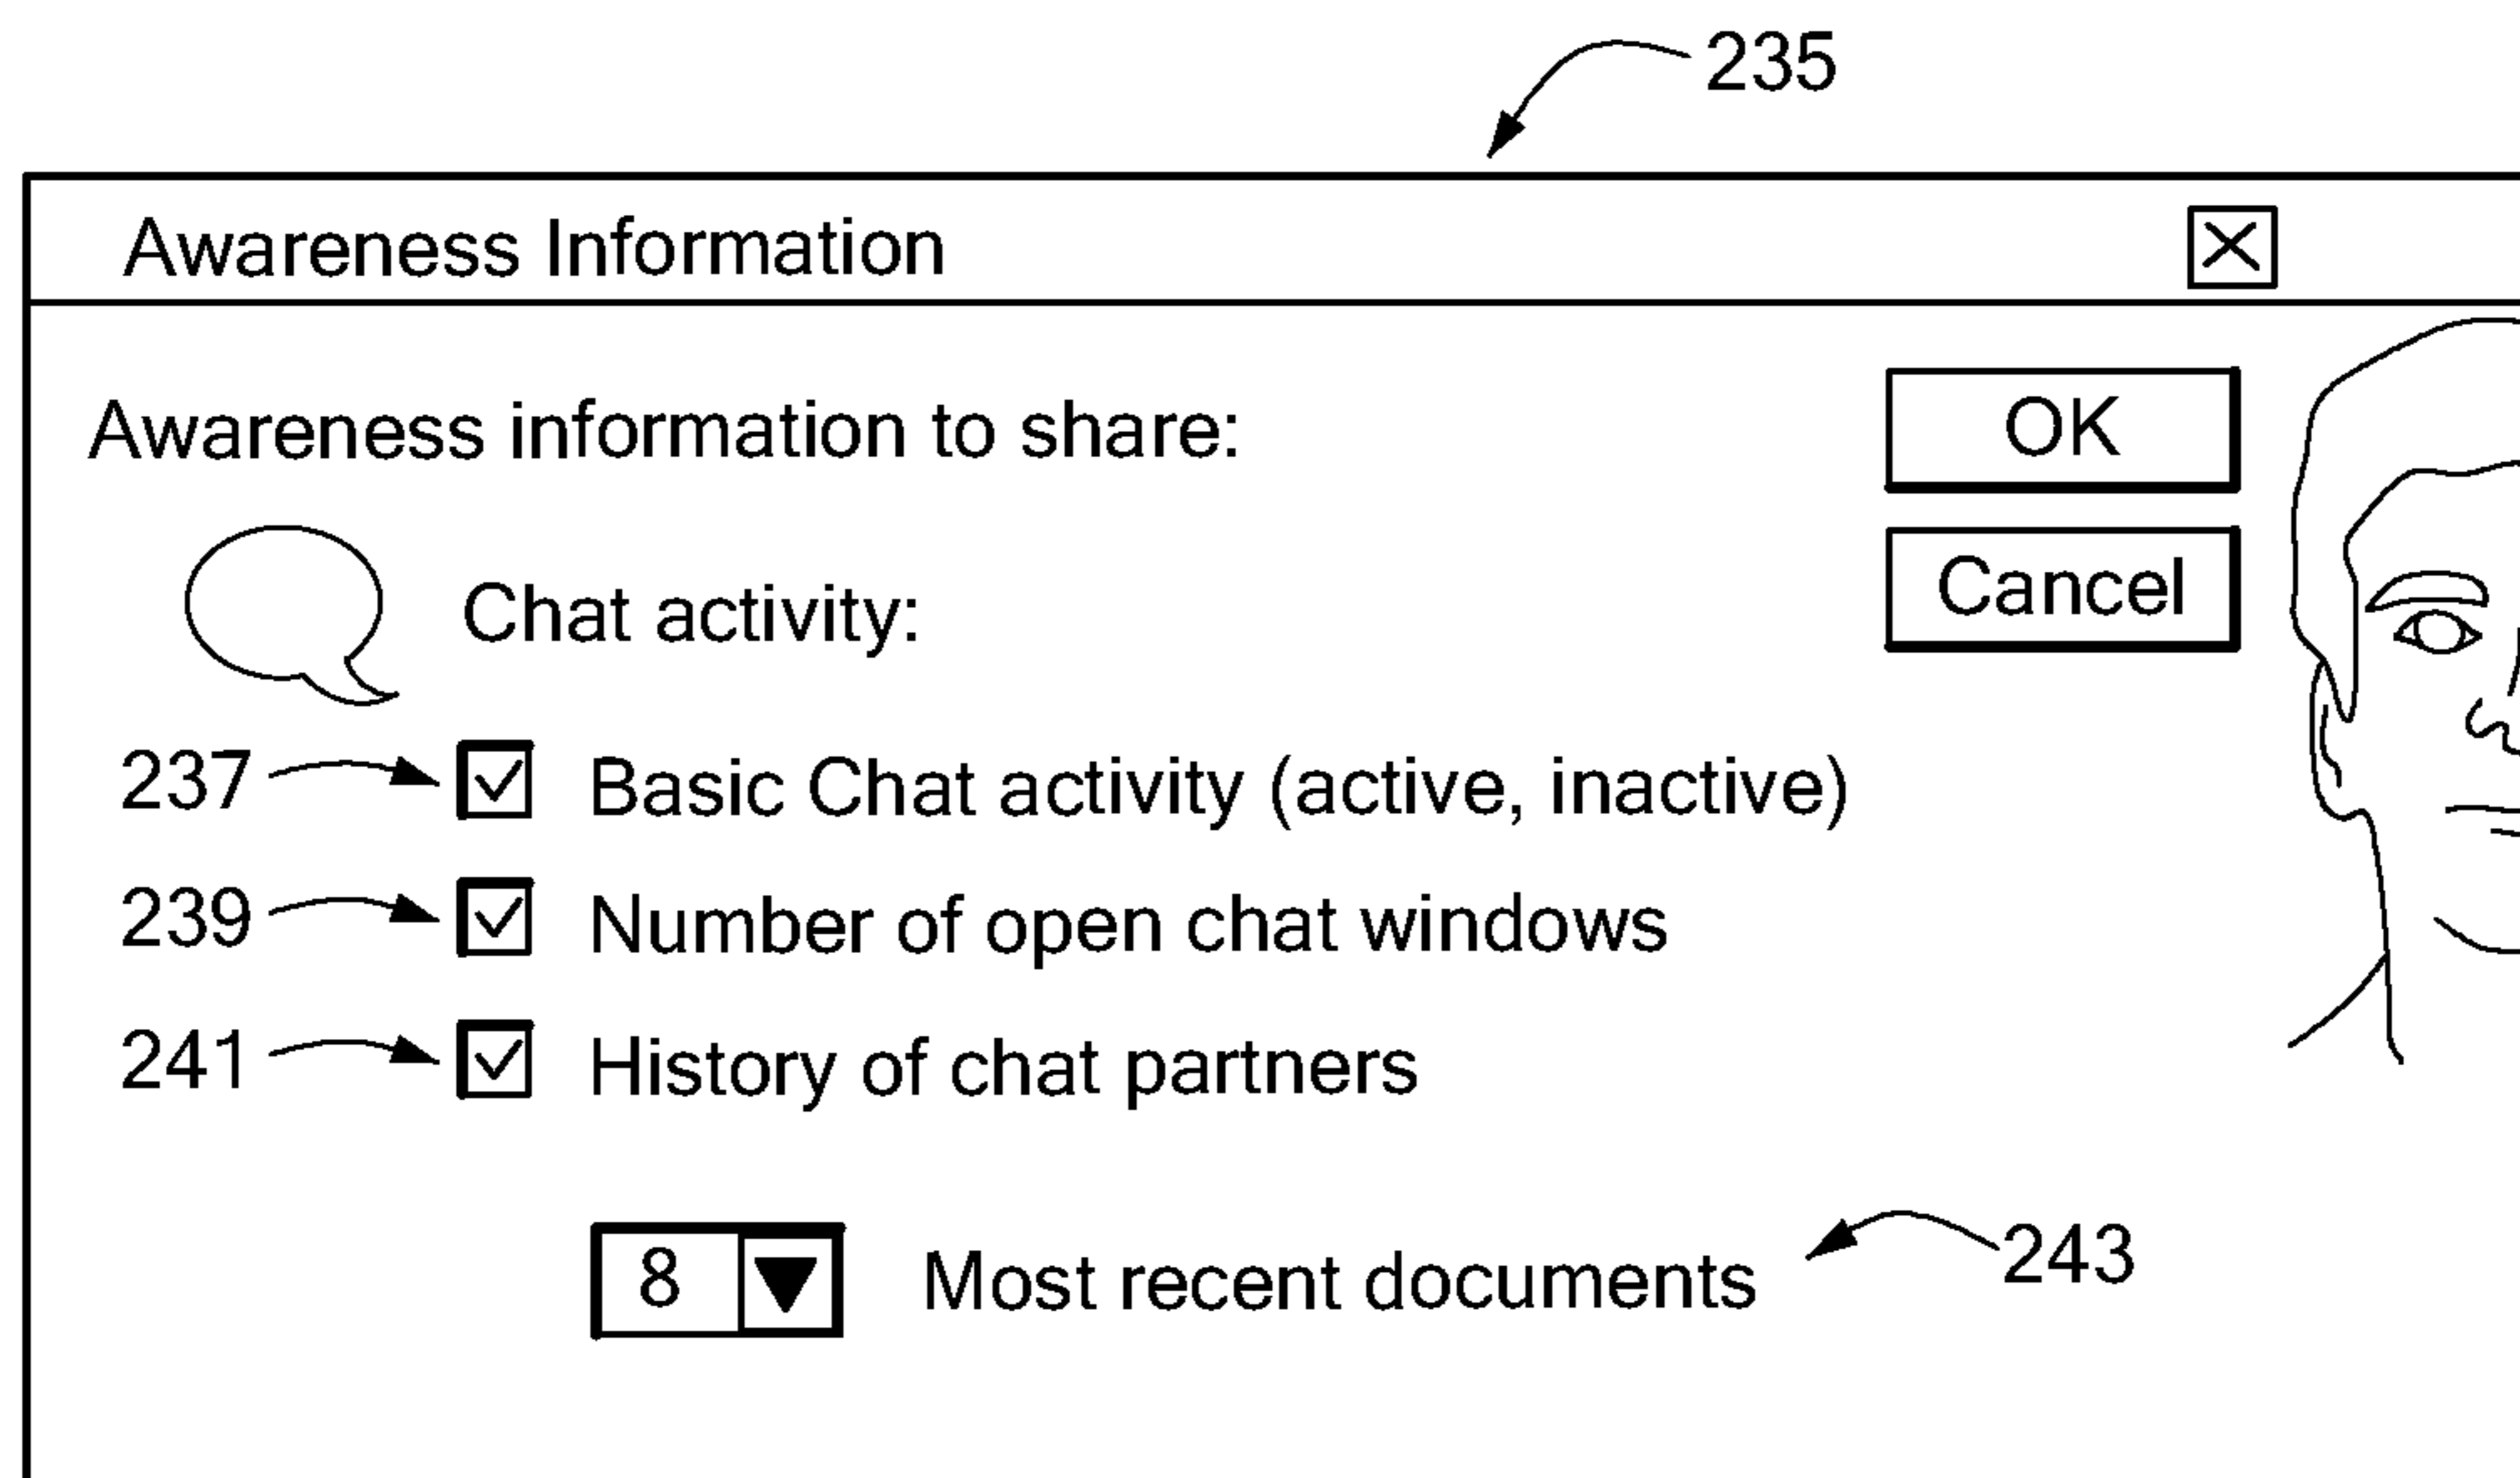 235
Awareness Information
Awareness information to share:
OK
Chat activity:
Cancel
237 Basic Chat activity (active, inactive)
239 Number of open chat windows
241 History of chat partners
8 Most recent documents 243